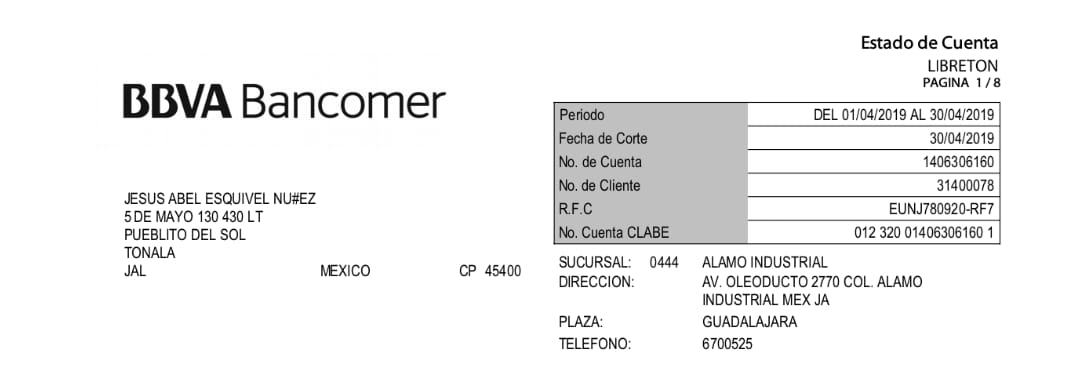 Estado de Cuenta
LIBRETON
PAGINA 1 / 8
BBVA Bancomer
Periodo DEL 01/04/2019 AL 30/04/2019
Fecha de Corte 30/04/2019
No. de Cuenta 1406306160
No. de Cliente 31400078
R.F.C EUNJ780920-RF7
No. Cuenta CLABE 012 320 01406306160 1
JESUS ABEL ESQUIVEL NU#EZ
5 DE MAYO 130 430 LT
PUEBLITO DEL SOL
TONALA
JAL MEXICO CP 45400
SUCURSAL: 0444 ALAMO INDUSTRIAL
DIRECCION: AV. OLEODUCTO 2770 COL. ALAMO
INDUSTRIAL MEX JA
PLAZA: GUADALAJARA
TELEFONO: 6700525